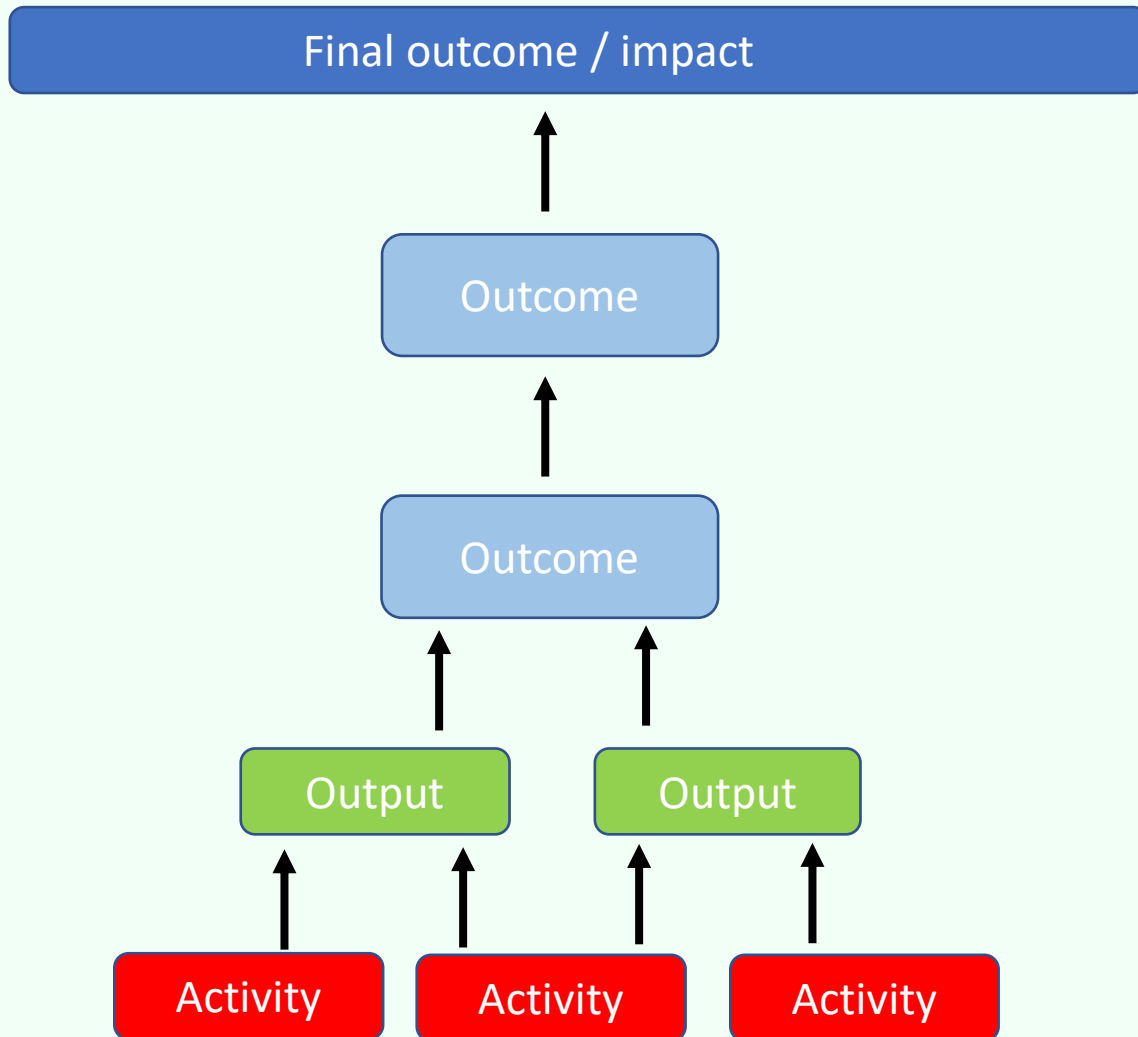 Final outcome / impact
Outcome
Outcome
Output
Output
Activity
Activity
Activity